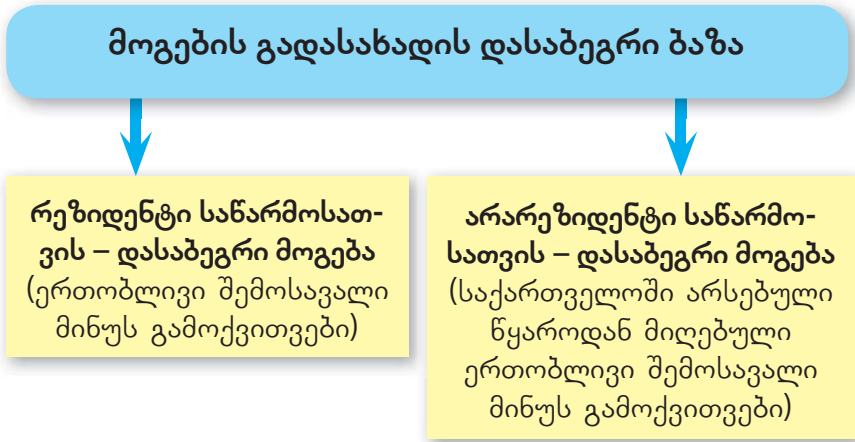 მოგების გადასახადის დასაბეგრი ბაზა
რეზიდენტი საწარმოსათ-
ვის – დასაბეგრი მოგება
(ერთობლივი შემოსავალი
მინუს გამოქვითვები)
არარეზიდენტი საწარმო-
სათვის – დასაბეგრი მოგება
(საქართველოში არსებული
წყაროდან მიღებული
ერთობლივი შემოსავალი
მინუს გამოქვითვები)